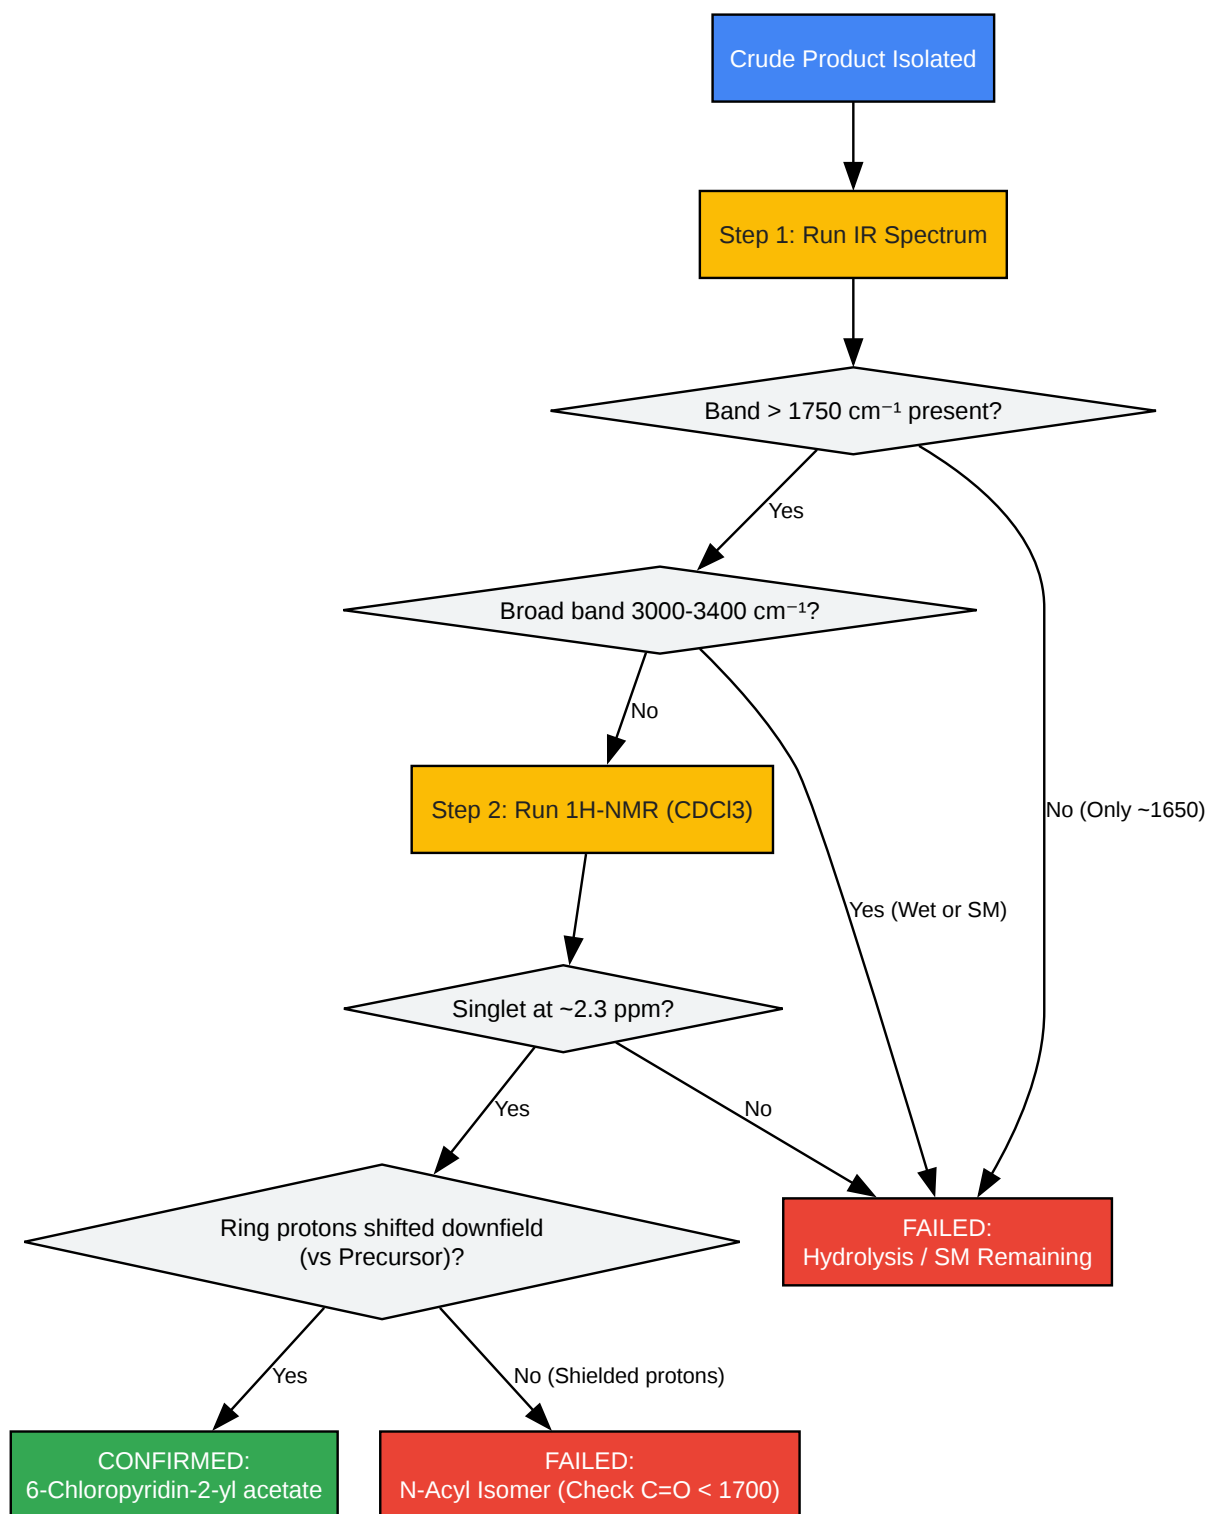 Crude Product Isolated
Step 1: Run IR Spectrum
Band > 1750 cm⁻¹ present?
Yes
Broad band 3000-3400 cm⁻¹?
No
Step 2: Run 1H-NMR (CDCl3)
No (Only ~1650)
Yes (Wet or SM)
Singlet at ~2.3 ppm?
Yes
No
Ring protons shifted downfield
(vs Precursor)?
FAILED:
Hydrolysis / SM Remaining
Yes
No (Shielded protons)
CONFIRMED:
6-Chloropyridin-2-yl acetate
FAILED:
N-Acyl Isomer (Check C=O < 1700)